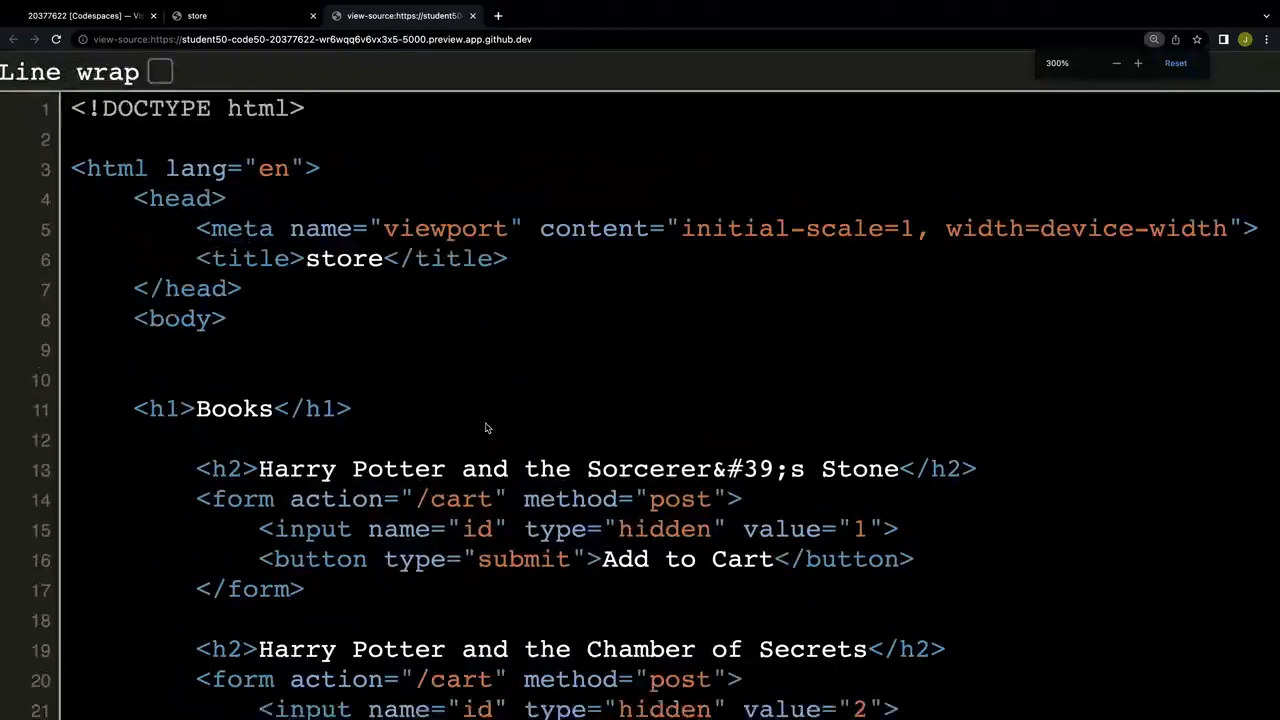 20377622 [Codespaces] — Vis
store
view-source:https://student50
view-source:https://student50-code50-20377622-wr6wqq6v6vx3x5-5000.preview.app.github.dev
J
Line wrap
300%
Reset
1 <!DOCTYPE html>
2
3 <html lang="en">
4 <head>
5 <meta name="viewport" content="initial-scale=1, width=device-width">
6 <title>store</title>
7 </head>
8 <body>
9
10
11 <h1>Books</h1>
12
13 <h2>Harry Potter and the Sorcerer&#39;s Stone</h2>
14 <form action="/cart" method="post">
15 <input name="id" type="hidden" value="1">
16 <button type="submit">Add to Cart</button>
17 </form>
18
19 <h2>Harry Potter and the Chamber of Secrets</h2>
20 <form action="/cart" method="post">
21 <input name="id" type="hidden" value="2">